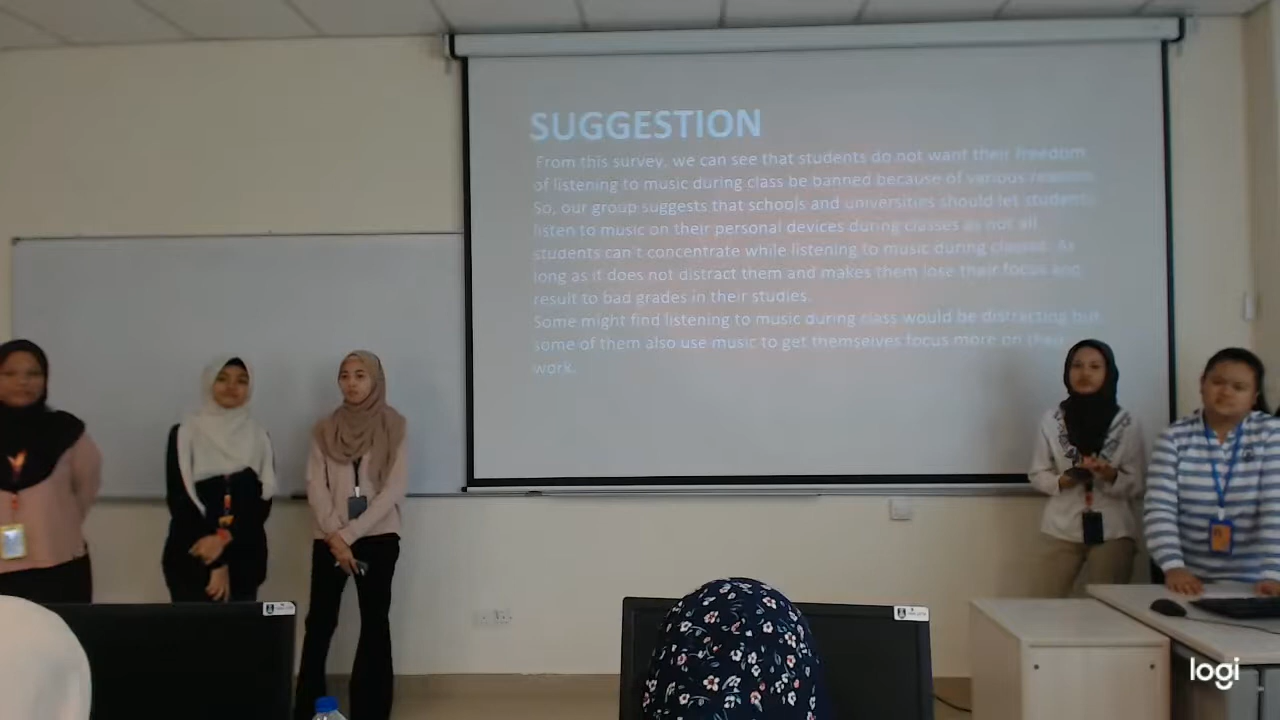 SUGGESTION
From this survey, we can see that students do not want their freedom
of listening to music during class be banned because of various reasons.
So, our group suggests that schools and universities should let students
listen to music on their personal devices during classes as not all
students can't concentrate while listening to music during classes. As
long as it does not distract them and makes them lose their focus and
result to bad grades in their studies.
Some might find listening to music during class would be distracting but
some of them also use music to get themselves focus more on their
work.
logi